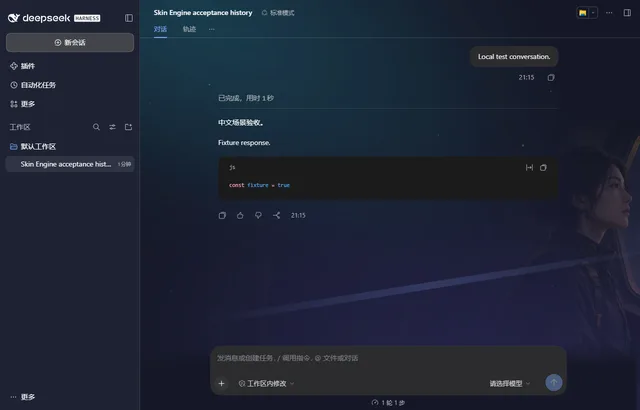 deepseek HARNESS
新会话
插件
自动化任务
更多
工作区
默认工作区
Skin Engine acceptance hist... 1分钟
更多
Skin Engine acceptance history 标准模式
对话 轨迹 ...
Local test conversation.
21:15
已完成，用时 1 秒
中文场景验收。
Fixture response.
js
const fixture = true
21:15
发消息或创建任务, / 调用指令, @ 文件或对话
工作区内修改
请选择模型
1 轮 1 步